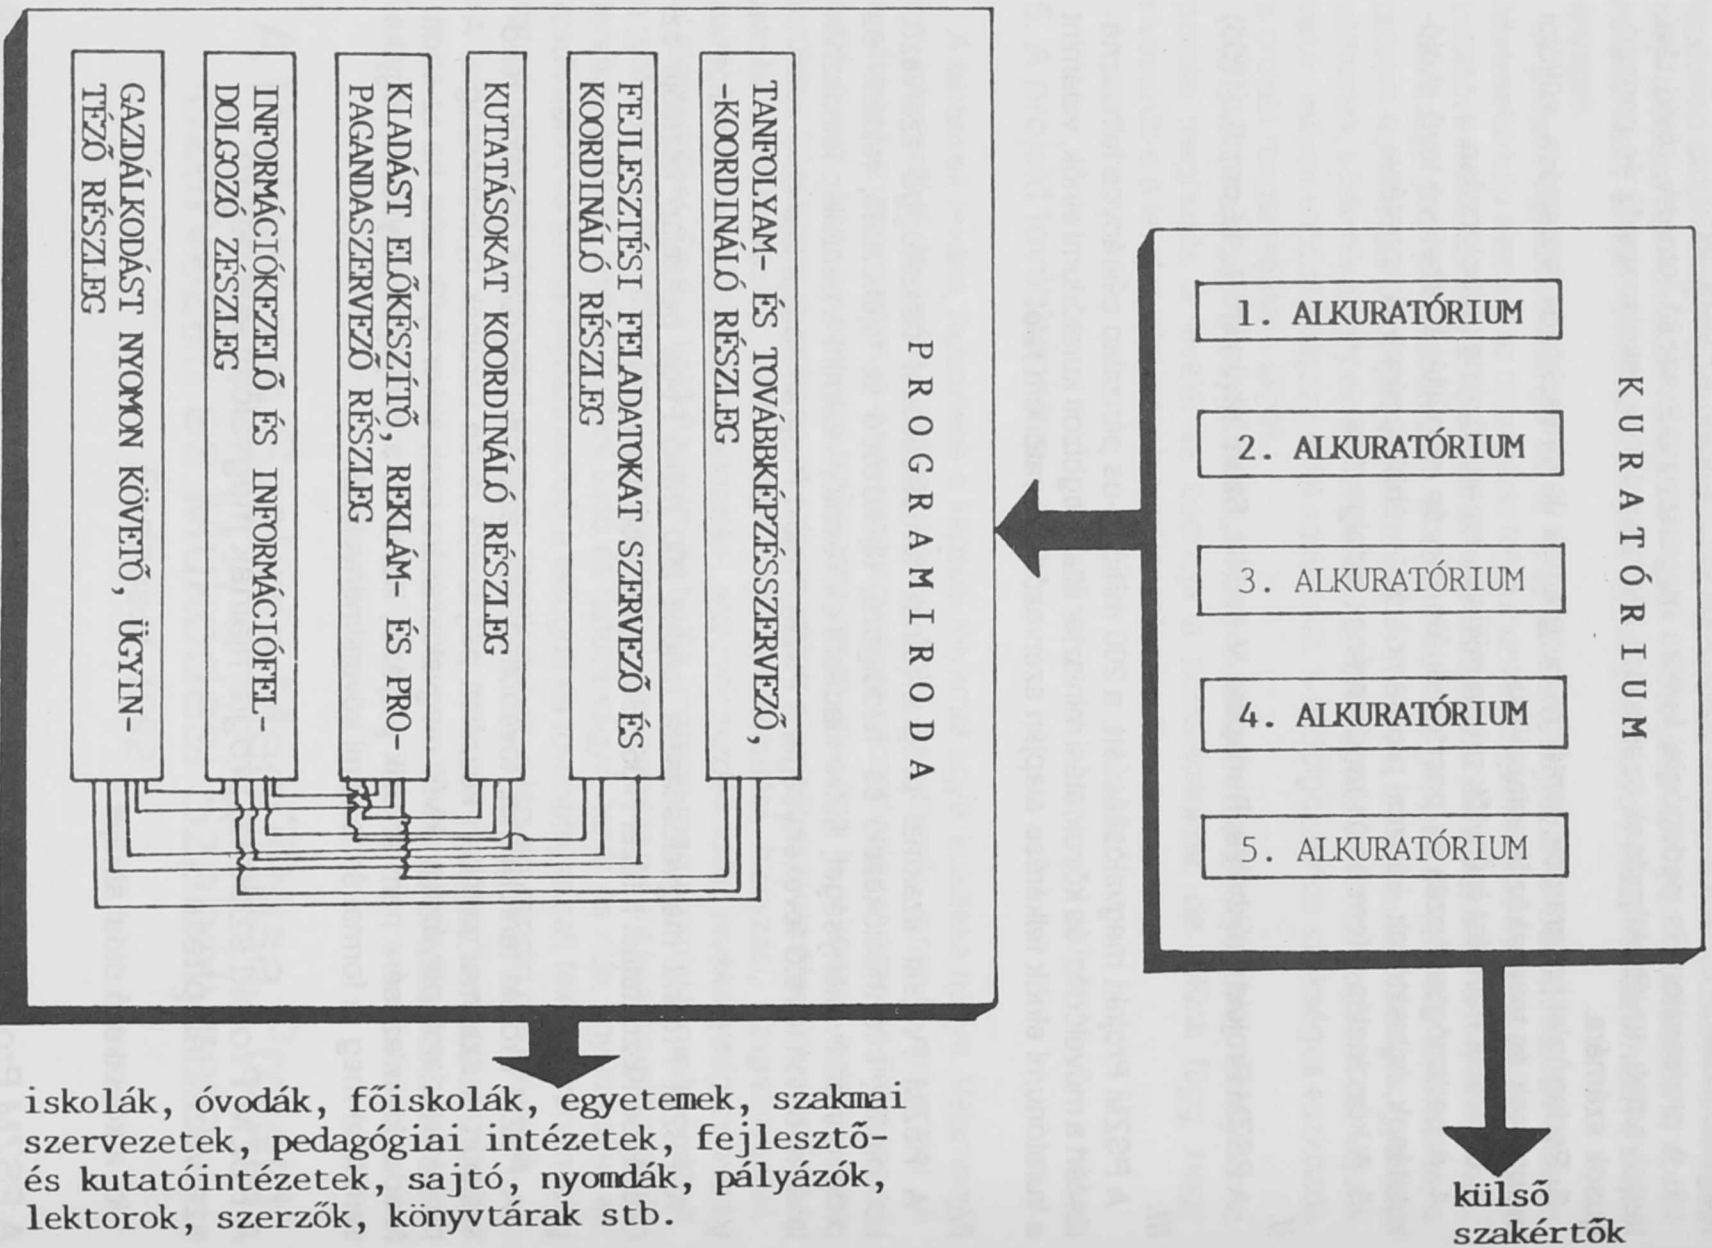 KURATÓRIUM
1. ALKURATÓRIUM
2. ALKURATÓRIUM
3. ALKURATÓRIUM
4. ALKURATÓRIUM
5. ALKURATÓRIUM
PROGRAMIRODA
TANFOLYAM- ÉS TOVÁBBKÉPZÉSSZERVEZŐ,
-KOORDINÁLÓ RÉSZLEG
FEJLESZTÉSI FELADATOKAT SZERVEZŐ ÉS
KOORDINÁLÓ RÉSZLEG
KUTATÁSOKAT KOORDINÁLÓ RÉSZLEG
KIADÁST ELŐKÉSZÍTŐ, REKLÁM- ÉS PRO-
PAGANDASZERVEZŐ RÉSZLEG
INFORMÁCIÓKEZELŐ ÉS INFORMÁCIÓFEL-
DOLGOZÓ ZÉSZLEG
GAZDÁLKODÁST NYOMON KÖVETŐ, ÜGYIN-
TÉZŐ RÉSZLEG
iskolák, óvodák, főiskolák, egyetemek, szakmai
szervezetek, pedagógiai intézetek, fejlesztő-
és kutatóintézetek, sajtó, nyomdák, pályázók,
lektorok, szerzők, könyvtárak stb.
külső
szakértők